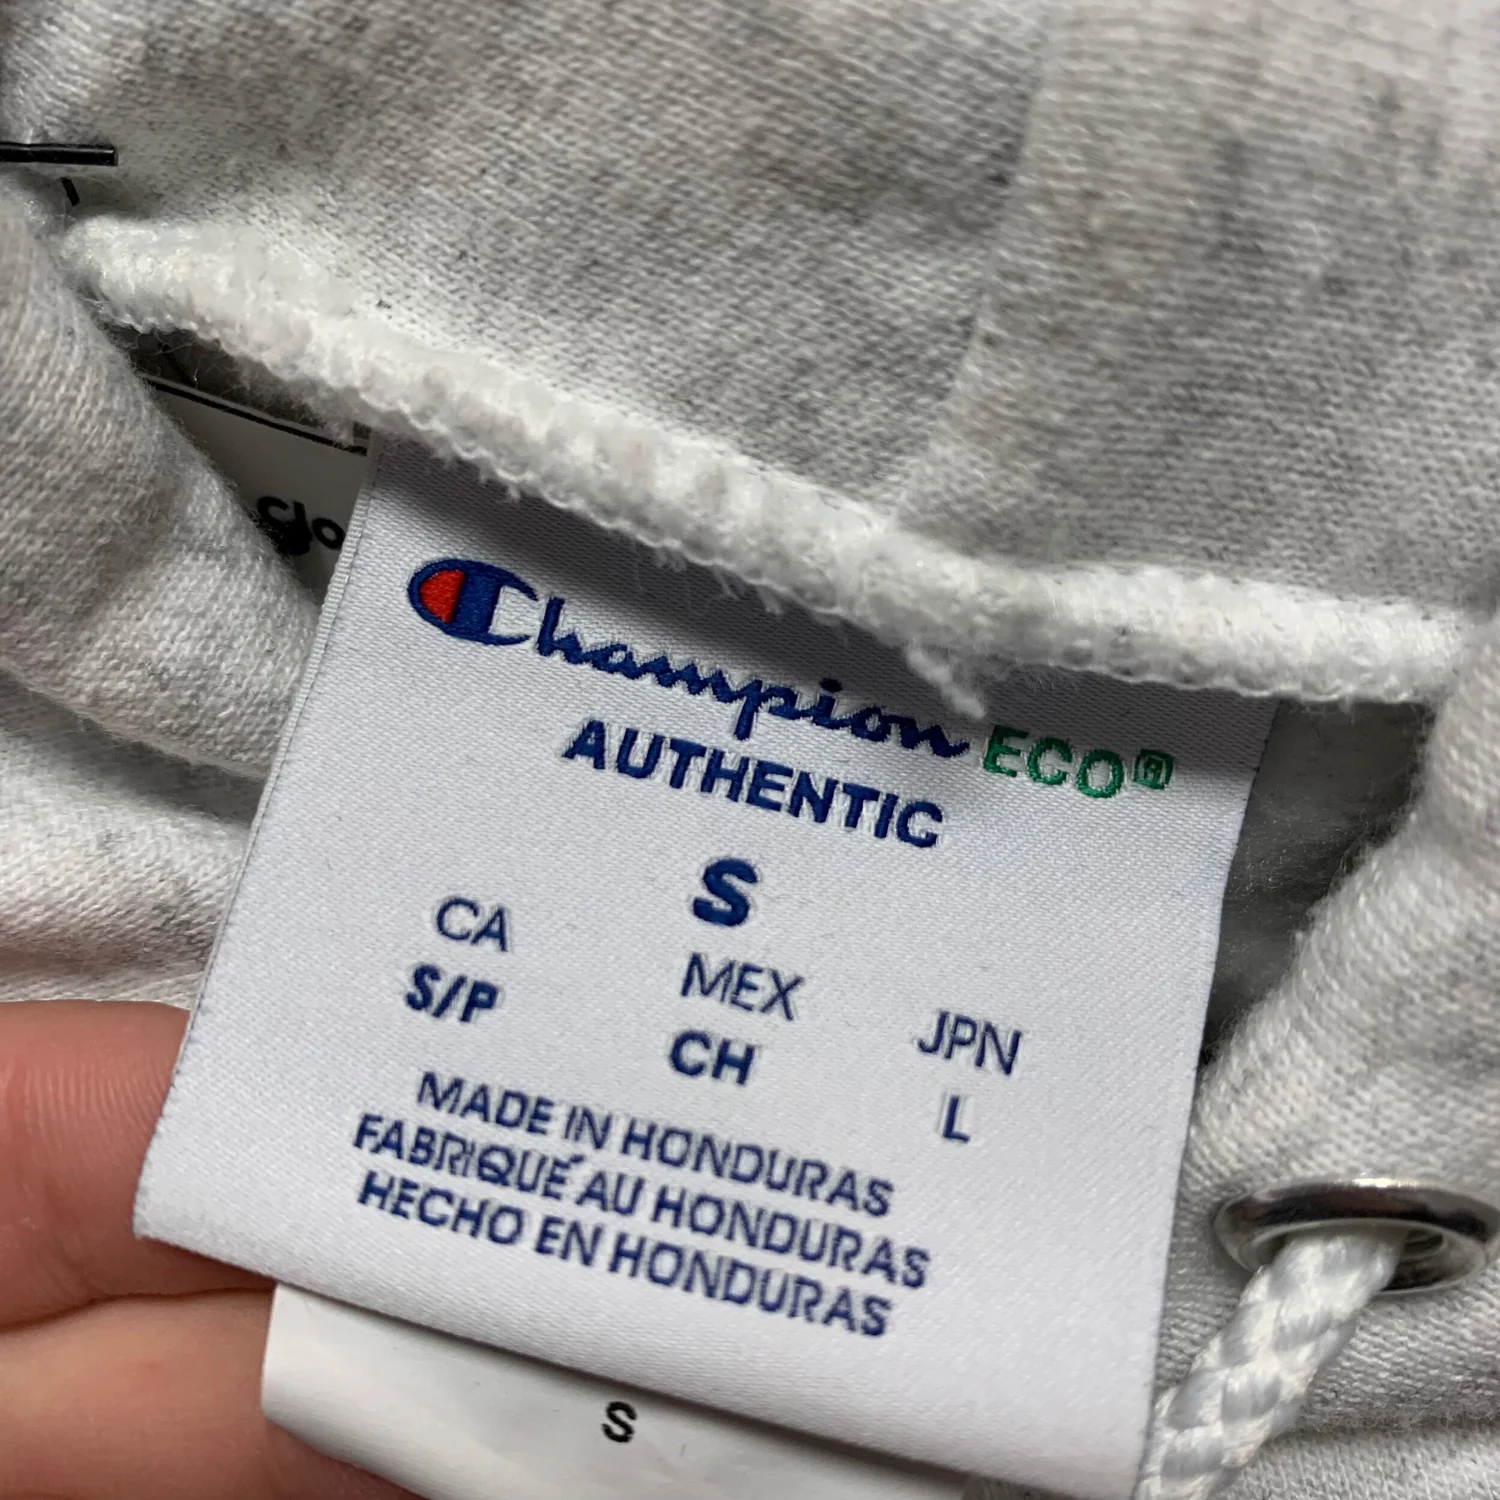 Champion ECO®
AUTHENTIC
S
CA MEX JPN
S/P CH L
MADE IN HONDURAS
FABRIQUÉ AU HONDURAS
HECHO EN HONDURAS
S